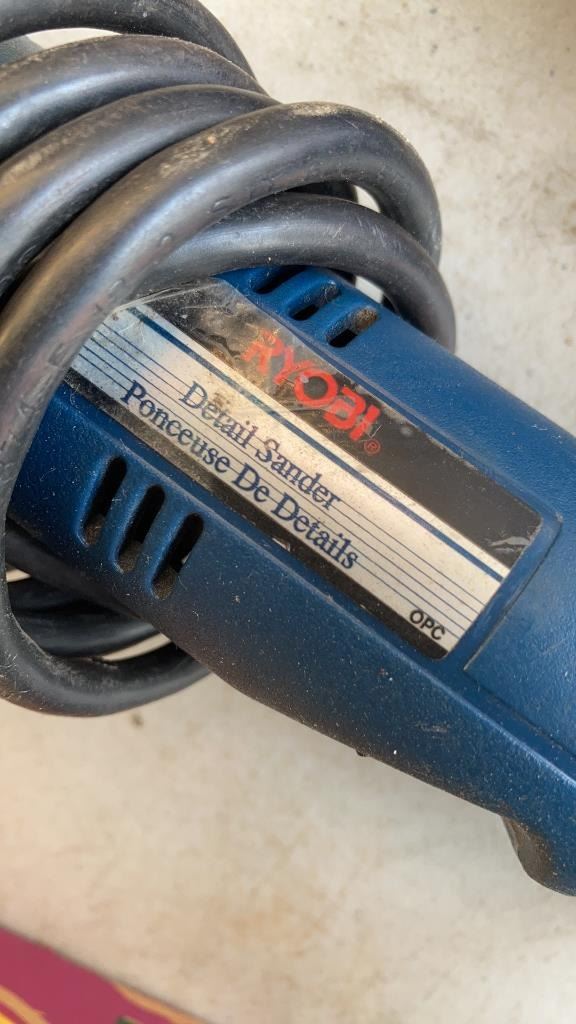 RYOBI®
Detail Sander
Ponceuse De Details
OPC